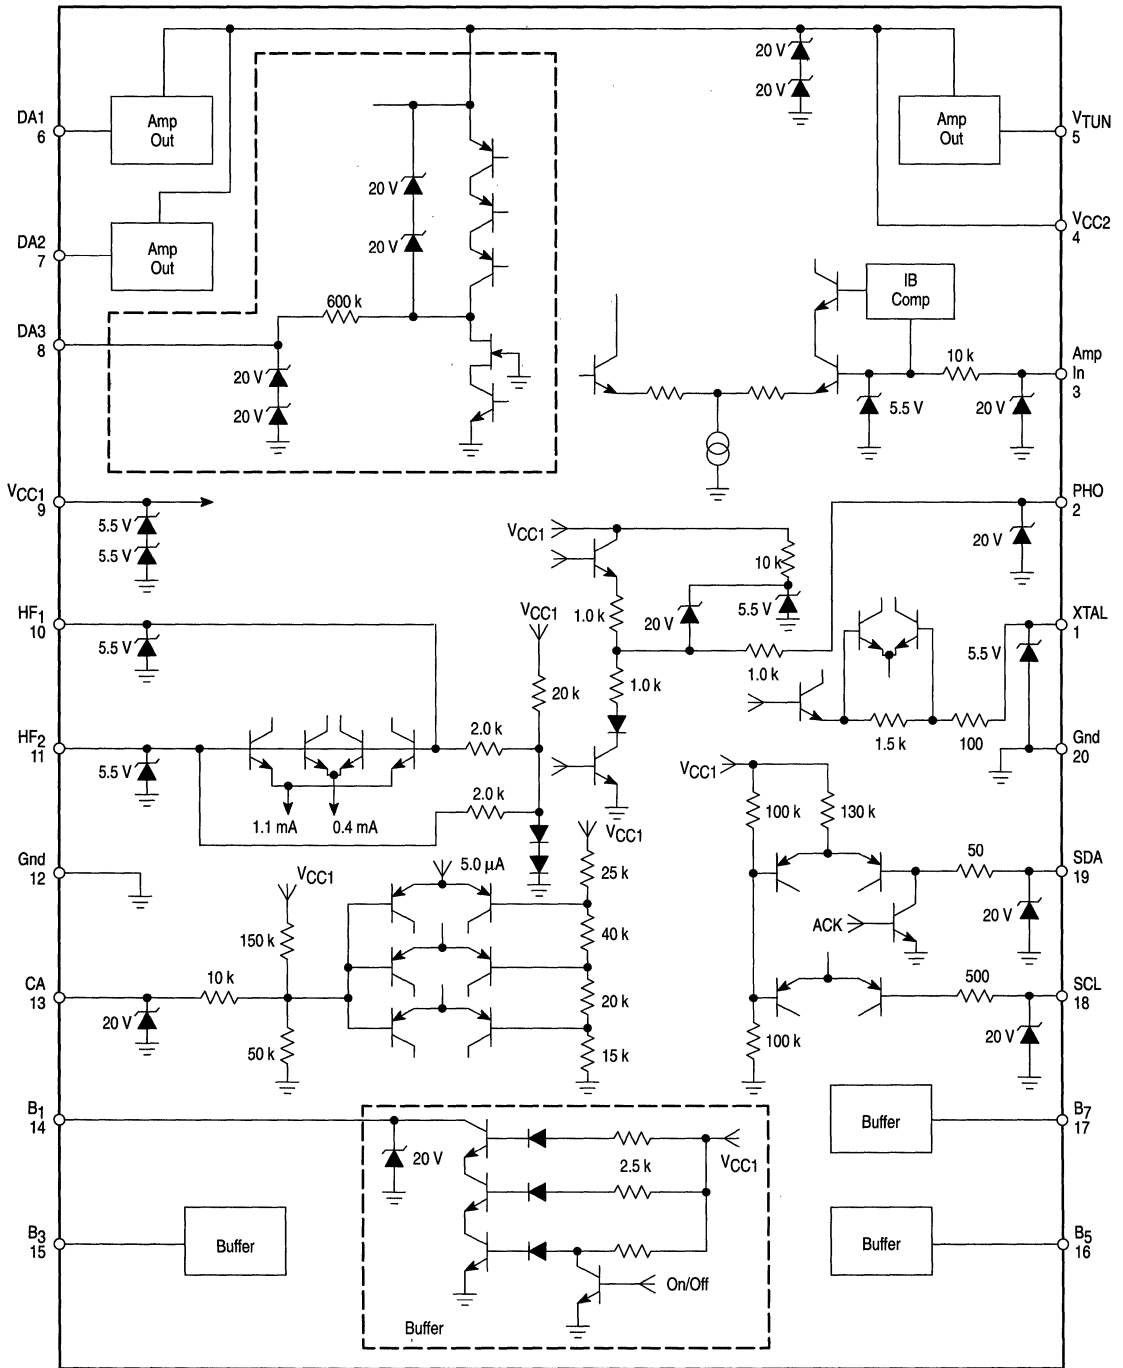 20 V
20 V
DA1
6
Amp
Out
Amp
Out
VTUN
5
20 V
20 V
DA2
7
Amp
Out
VCC2
4
IB
Comp
600 k
DA3
8
20 V
20 V
10 k
Amp
In
3
5.5 V
20 V
VCC1
9
5.5 V
5.5 V
PHO
2
20 V
VCC1
10 k
HF1
10
5.5 V
VCC1
1.0 k
20 V
5.5 V
XTAL
1
5.5 V
20 k
1.0 k
1.0 k
HF2
11
5.5 V
2.0 k
1.5 k
100
Gnd
20
1.1 mA
0.4 mA
2.0 k
VCC1
VCC1
100 k
130 k
Gnd
12
VCC1
5.0 µA
25 k
50
SDA
19
150 k
40 k
ACK
20 V
CA
13
10 k
20 V
50 k
20 k
15 k
500
SCL
18
20 V
100 k
B1
14
20 V
2.5 k
VCC1
Buffer
B7
17
B3
15
Buffer
On/Off
Buffer
Buffer
B5
16